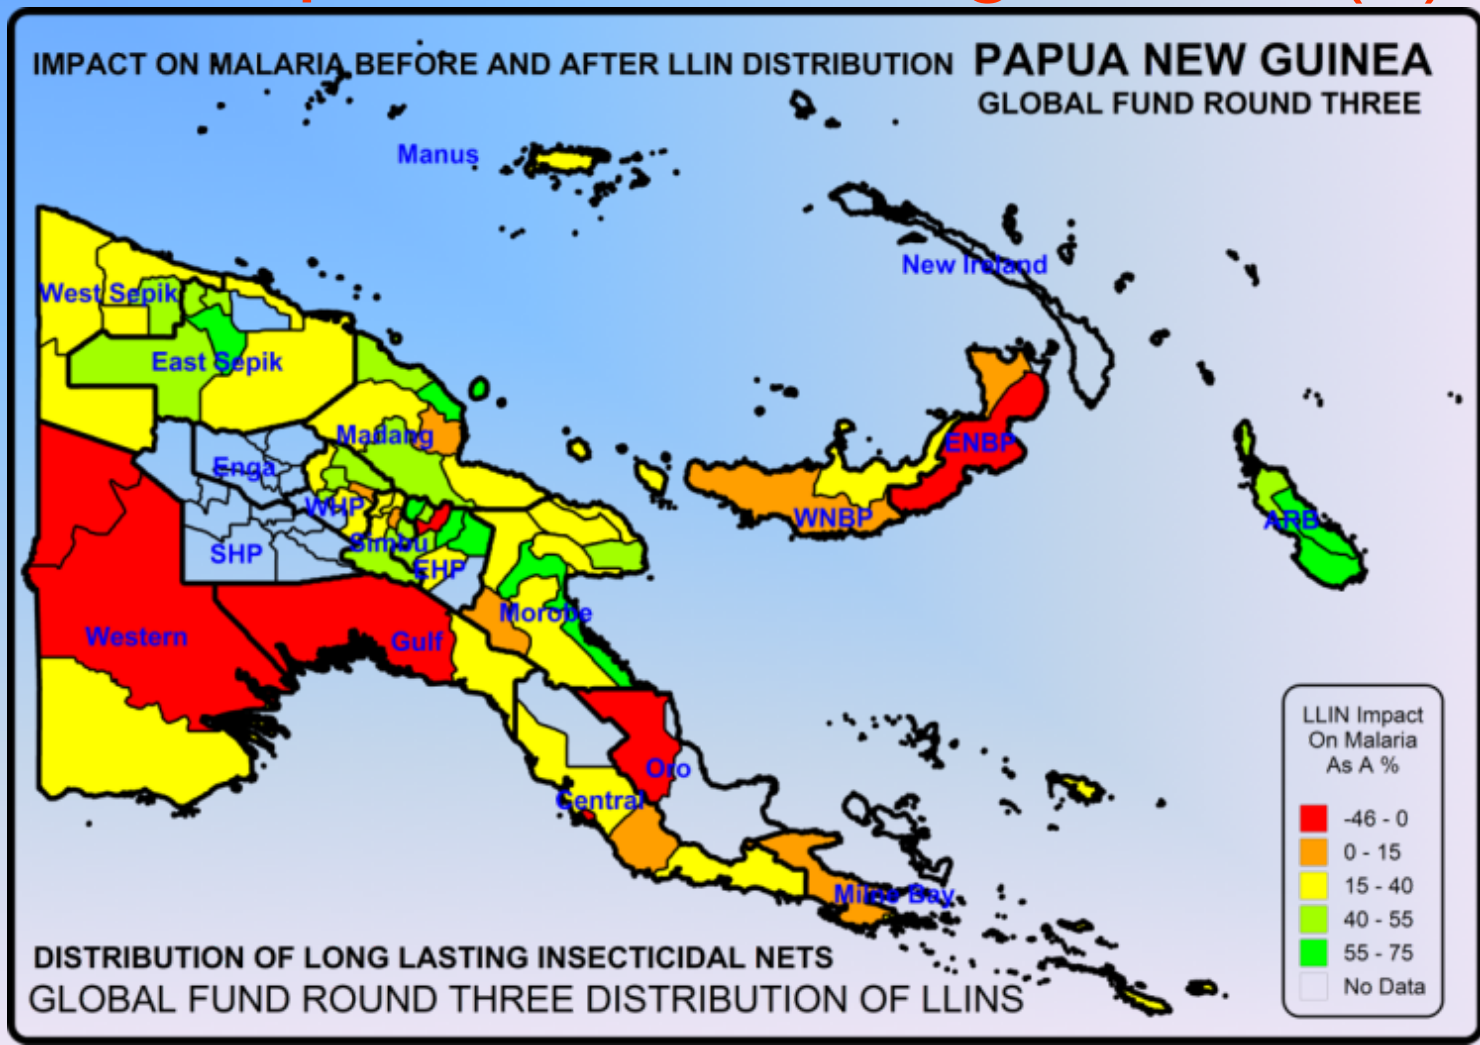 IMPACT ON MALARIA BEFORE AND AFTER LLIN DISTRIBUTION
PAPUA NEW GUINEA
GLOBAL FUND ROUND THREE
Manus
New Ireland
West Sepik
East Sepik
Madang
Enga
WHP
SHP
Simbu
EHP
Western
Gulf
Morobe
ENBP
WNBP
ARB
Oro
Central
Milne Bay
LLIN Impact
On Malaria
As A %
-46 - 0
0 - 15
15 - 40
40 - 55
55 - 75
No Data
DISTRIBUTION OF LONG LASTING INSECTICIDAL NETS
GLOBAL FUND ROUND THREE DISTRIBUTION OF LLINS